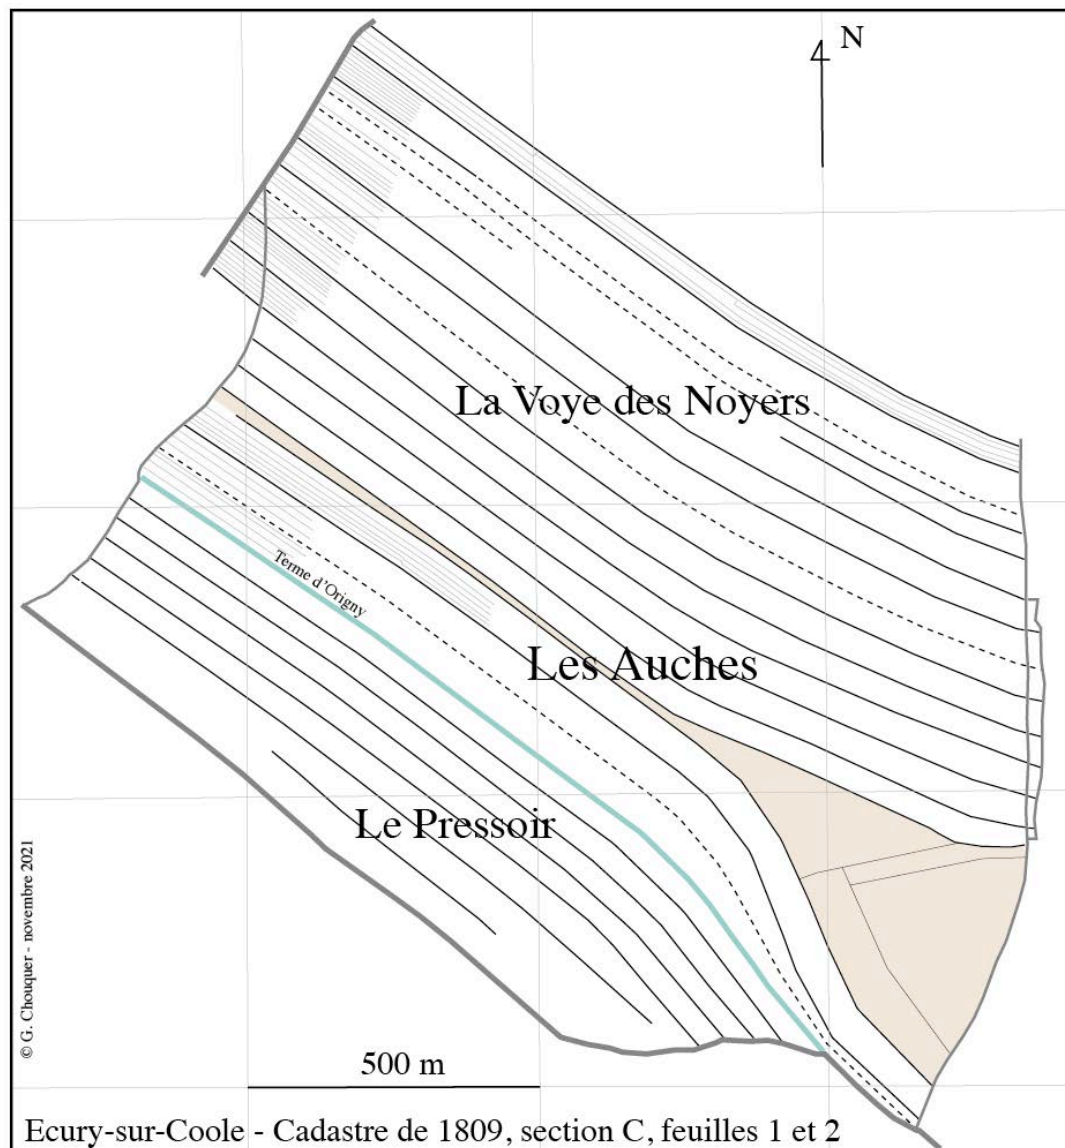 N
La Voye des Noyers
Terme d'Origny
Les Auches
Le Pressoir
© G. Chouquer - novembre 2021
500 m
Ecury-sur-Coole - Cadastre de 1809, section C, feuilles 1 et 2